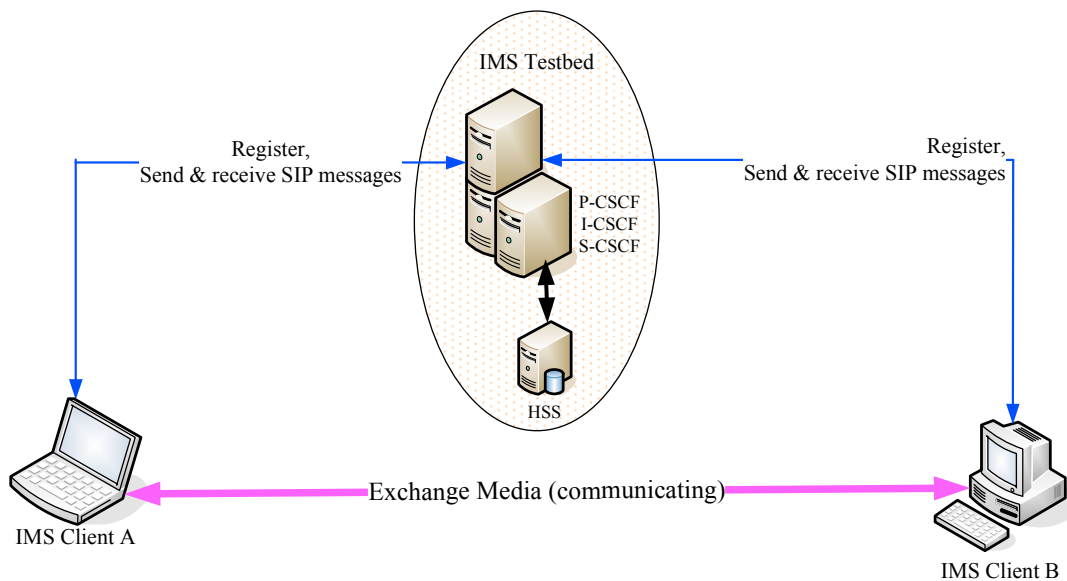 IMS Testbed
Register,
Send & receive SIP messages
Register,
Send & receive SIP messages
P-CSCF
I-CSCF
S-CSCF
HSS
Exchange Media (communicating)
IMS Client A
IMS Client B